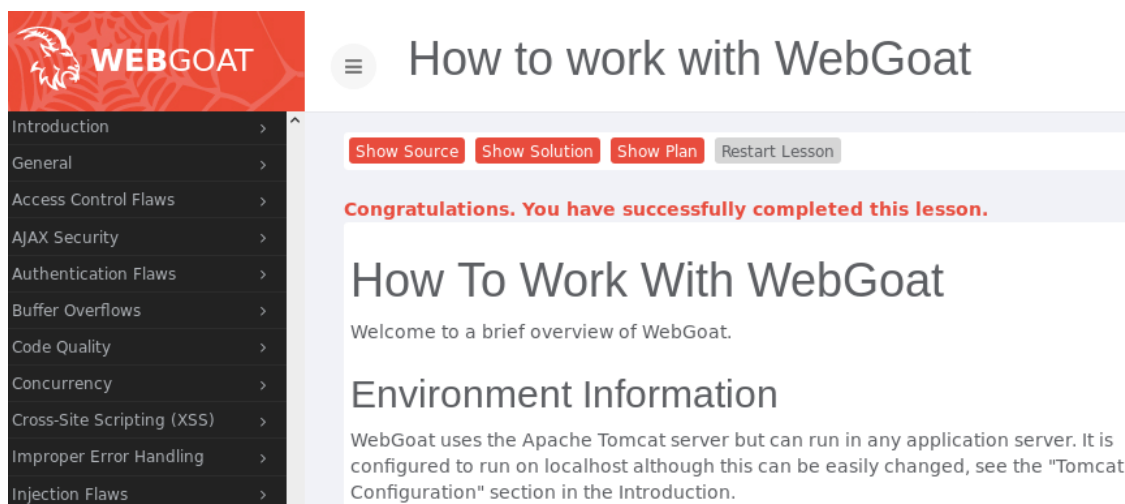 WEBGOAT
How to work with WebGoat
Introduction
General
Access Control Flaws
AJAX Security
Authentication Flaws
Buffer Overflows
Code Quality
Concurrency
Cross-Site Scripting (XSS)
Improper Error Handling
Injection Flaws
Show Source Show Solution Show Plan Restart Lesson
Congratulations. You have successfully completed this lesson.
How To Work With WebGoat
Welcome to a brief overview of WebGoat.
Environment Information
WebGoat uses the Apache Tomcat server but can run in any application server. It is
configured to run on localhost although this can be easily changed, see the "Tomcat
Configuration" section in the Introduction.